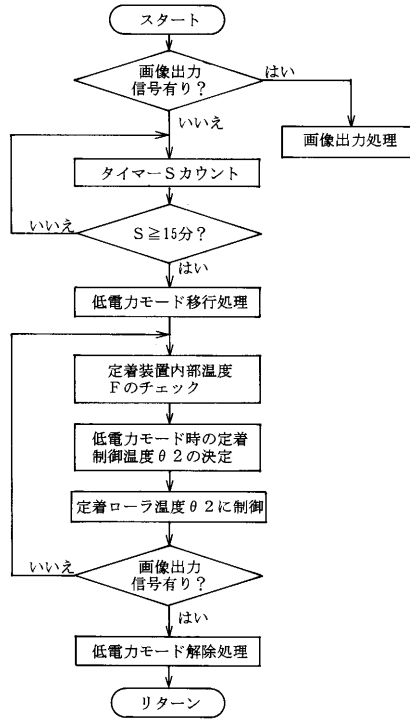 スタート
画像出力
信号有り？
はい
いいえ
画像出力処理
タイマーＳカウント
いいえ
Ｓ≧15分？
はい
低電力モード移行処理
定着装置内部温度
Ｆのチェック
低電力モード時の定着
制御温度θ２の決定
定着ローラ温度θ２に制御
いいえ
画像出力
信号有り？
はい
低電力モード解除処理
リターン